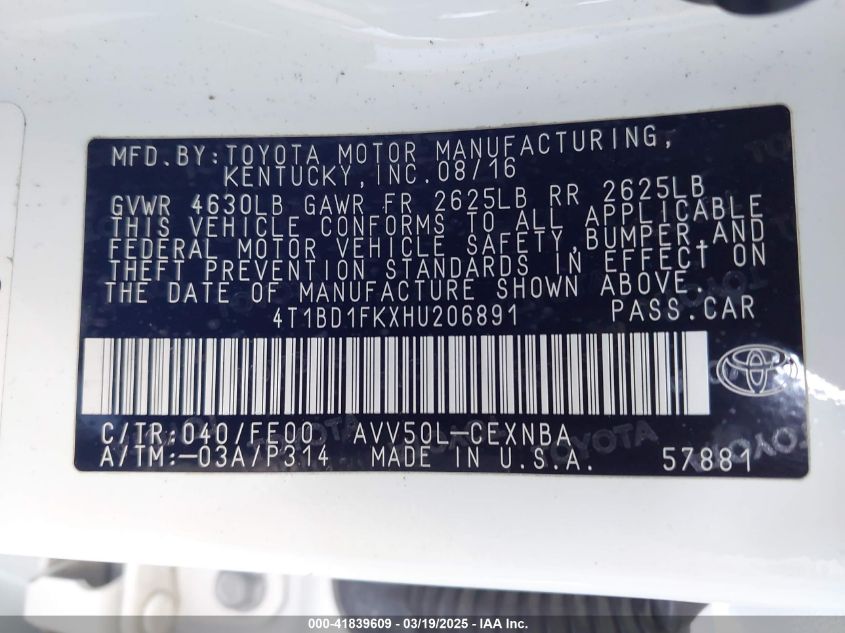 MFD.BY:TOYOTA MOTOR MANUFACTURING,
KENTUCKY,INC.08/16
GVWR 4630LB GAWR FR 2625LB RR 2625LB
THIS VEHICLE CONFORMS TO ALL APPLICABLE
FEDERAL MOTOR VEHICLE SAFETY,BUMPER,AND
THEFT PREVENTION STANDARDS IN EFFECT ON
THE DATE OF MANUFACTURE SHOWN ABOVE.
4T1BD1FKXHU206891 PASS.CAR
C/TR:040/FE00 AVV50L-CEXNBA
A/TM:-03A/P314 MADE IN U.S.A. 57881
000-41839609 - 03/19/2025 - IAA Inc.